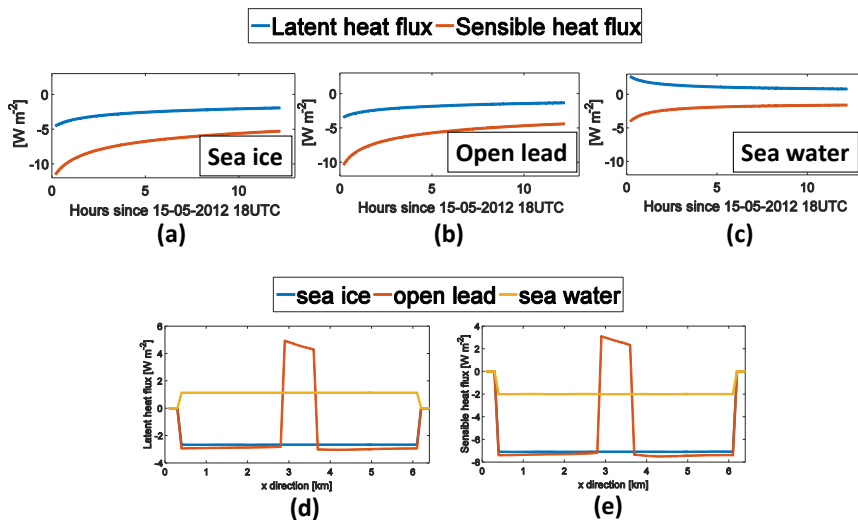 Latent heat flux Sensible heat flux
[W m⁻²]
0
-5
-10
Sea ice
0 5 10
Hours since 15-05-2012 18UTC
(a)
[W m⁻²]
0
-5
-10
Open lead
0 5 10
Hours since 15-05-2012 18UTC
(b)
[W m⁻²]
0
-5
-10
Sea water
0 5 10
Hours since 15-05-2012 18UTC
(c)
sea ice open lead sea water
Latent heat flux [W m⁻²]
6
4
2
0
-2
-4
0 1 2 3 4 5 6
x direction [km]
(d)
Sensible heat flux [W m⁻²]
4
2
0
-2
-4
-6
-8
0 1 2 3 4 5 6
x direction [km]
(e)